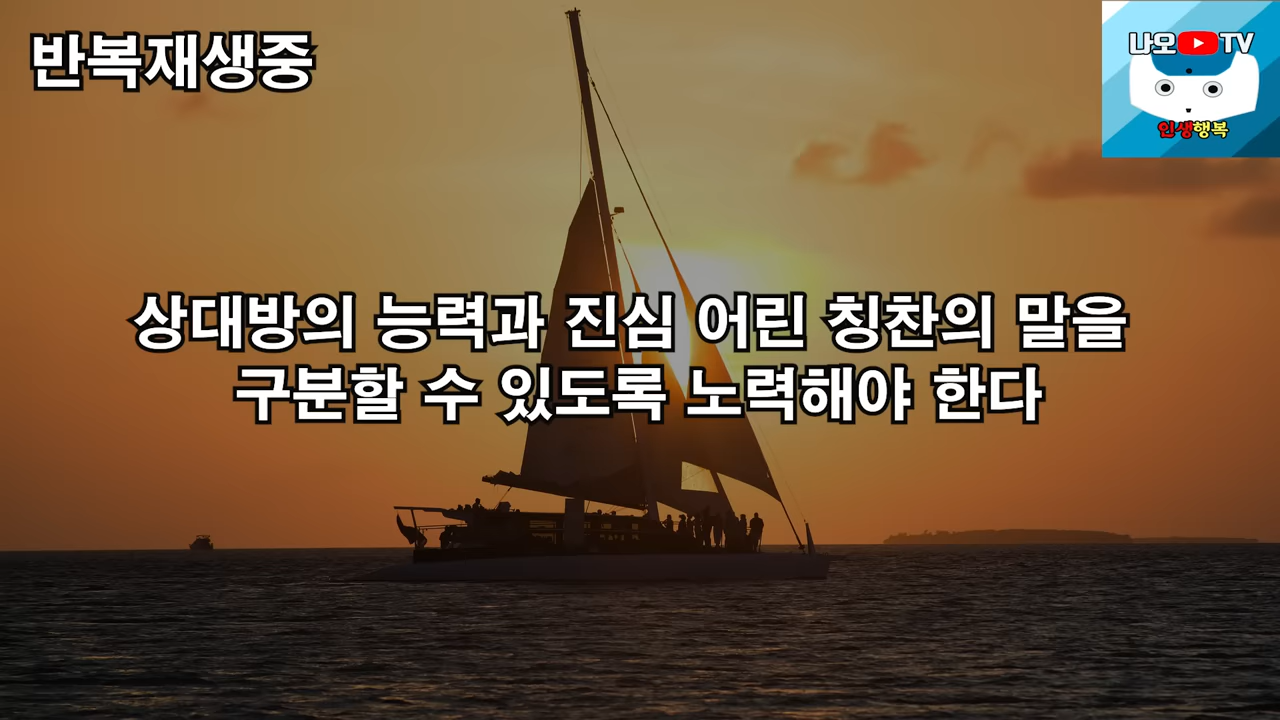 반복재생중
나오 TV
인생행복
상대방의 능력과 진심 어린 칭찬의 말을
구분할 수 있도록 노력해야 한다